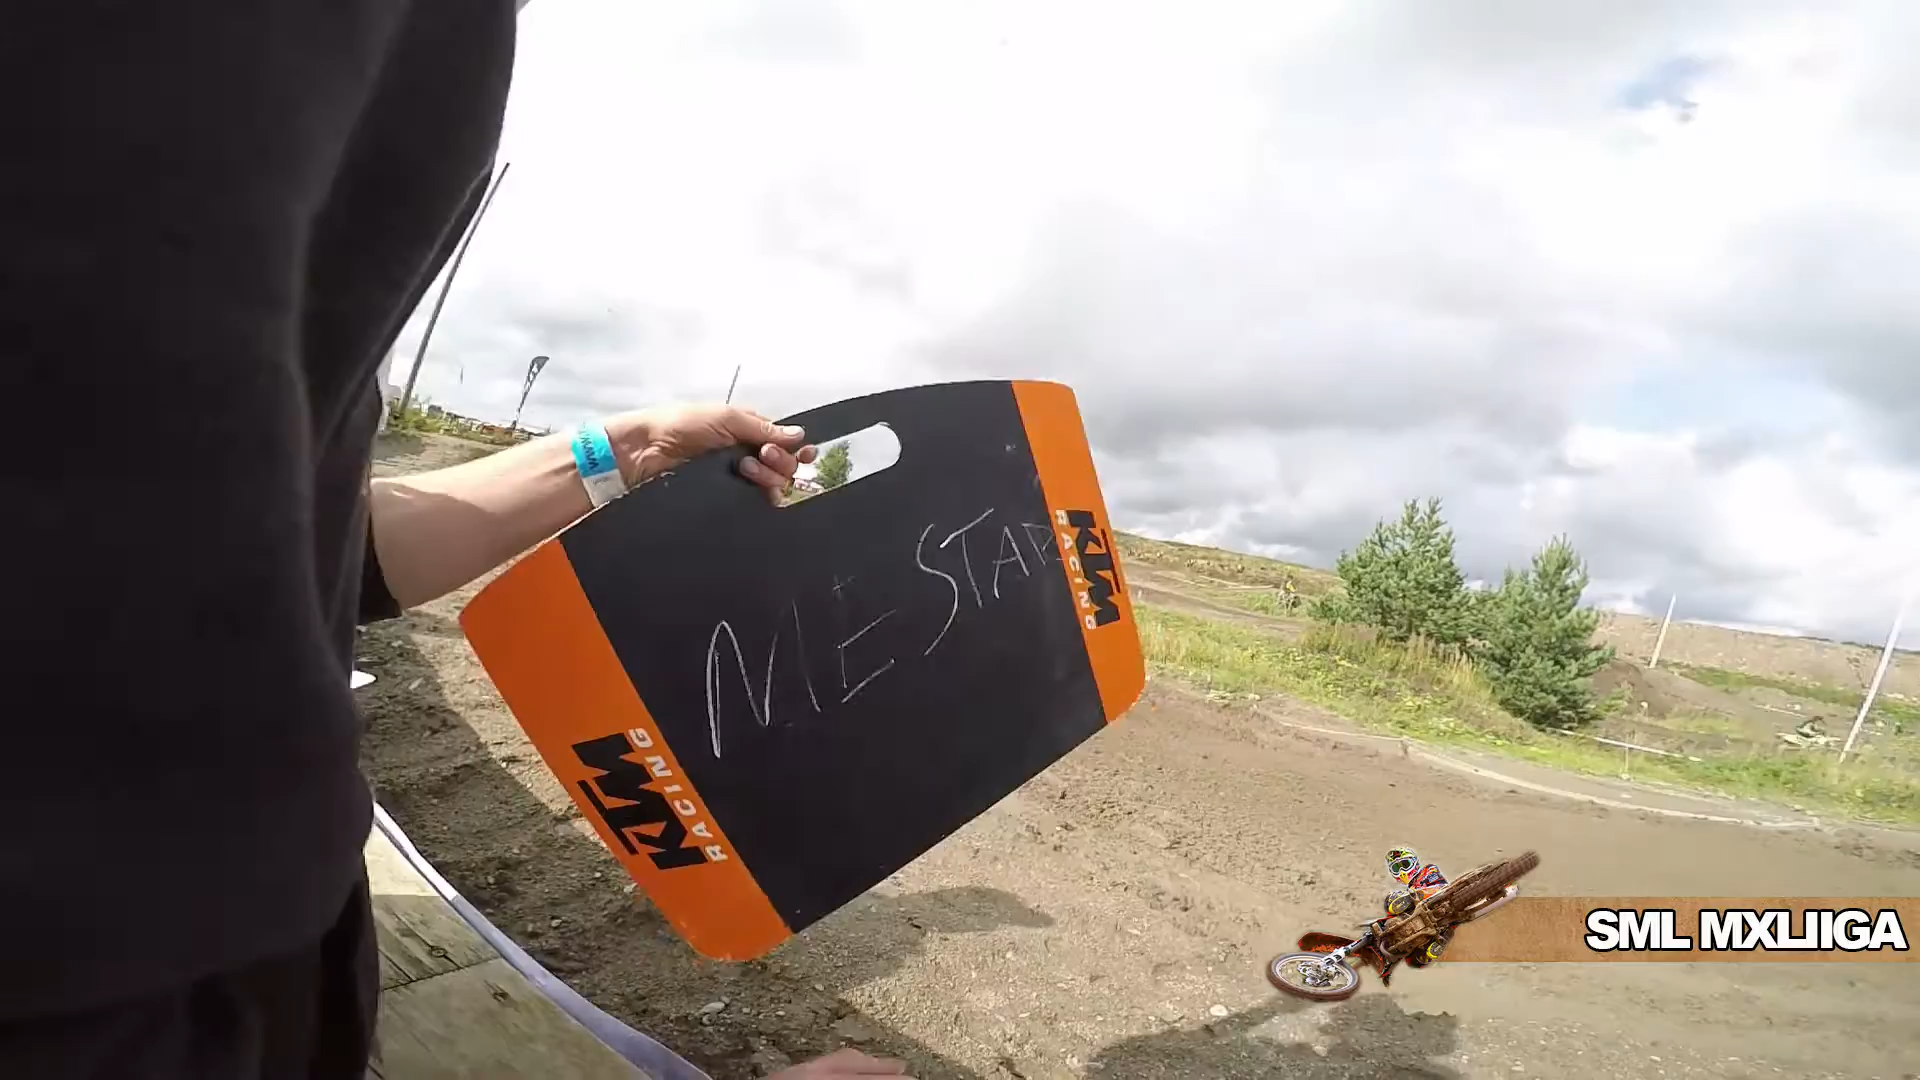 MESTAR
KTM
RACING
KTM
RACING
SML MXLIIGA